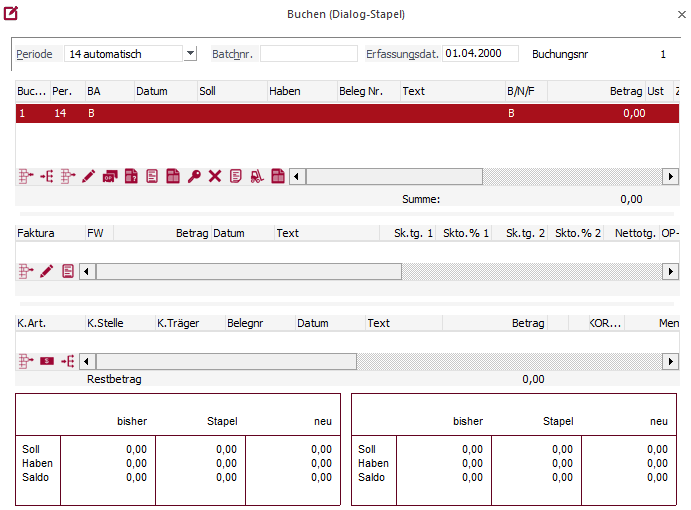 Buchen (Dialog-Stapel)
Periode 14 automatisch Batchnr. Erfassungsdat. 01.04.2000 Buchungsnr 1
Buc... Per. BA Datum Soll Haben Beleg Nr. Text B/N/F Betrag Ust Z
1 14 B B 0,00
Summe: 0,00
Faktura FW Betrag Datum Text Sk.tg. 1 Skto.% 1 Sk.tg. 2 Skto.% 2 Nettotg. OP-
K.Art. K.Stelle K.Träger Belegnr Datum Text Betrag KOR... Men
Restbetrag 0,00
bisher Stapel neu bisher Stapel neu
Soll 0,00 0,00 0,00 Soll 0,00 0,00 0,00
Haben 0,00 0,00 0,00 Haben 0,00 0,00 0,00
Saldo 0,00 0,00 0,00 Saldo 0,00 0,00 0,00